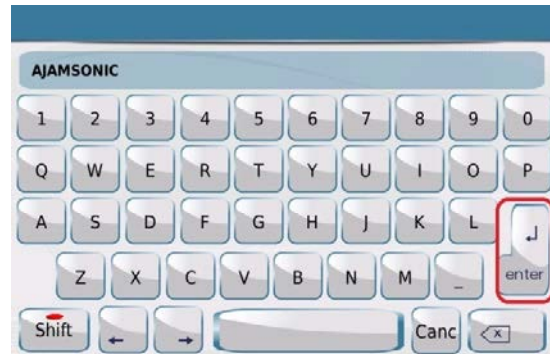 AJAMSONIC
1 2 3 4 5 6 7 8 9 0
Q W E R T Y U I O P
A S D F G H J K L
Z X C V B N M _ enter
Shift Canc